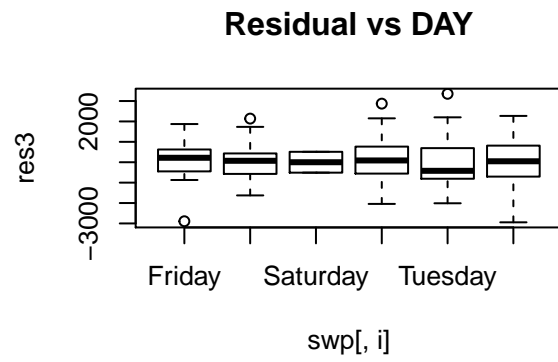 Residual vs DAY
res3
2000
−3000
Friday
Saturday
Tuesday
swp[, i]